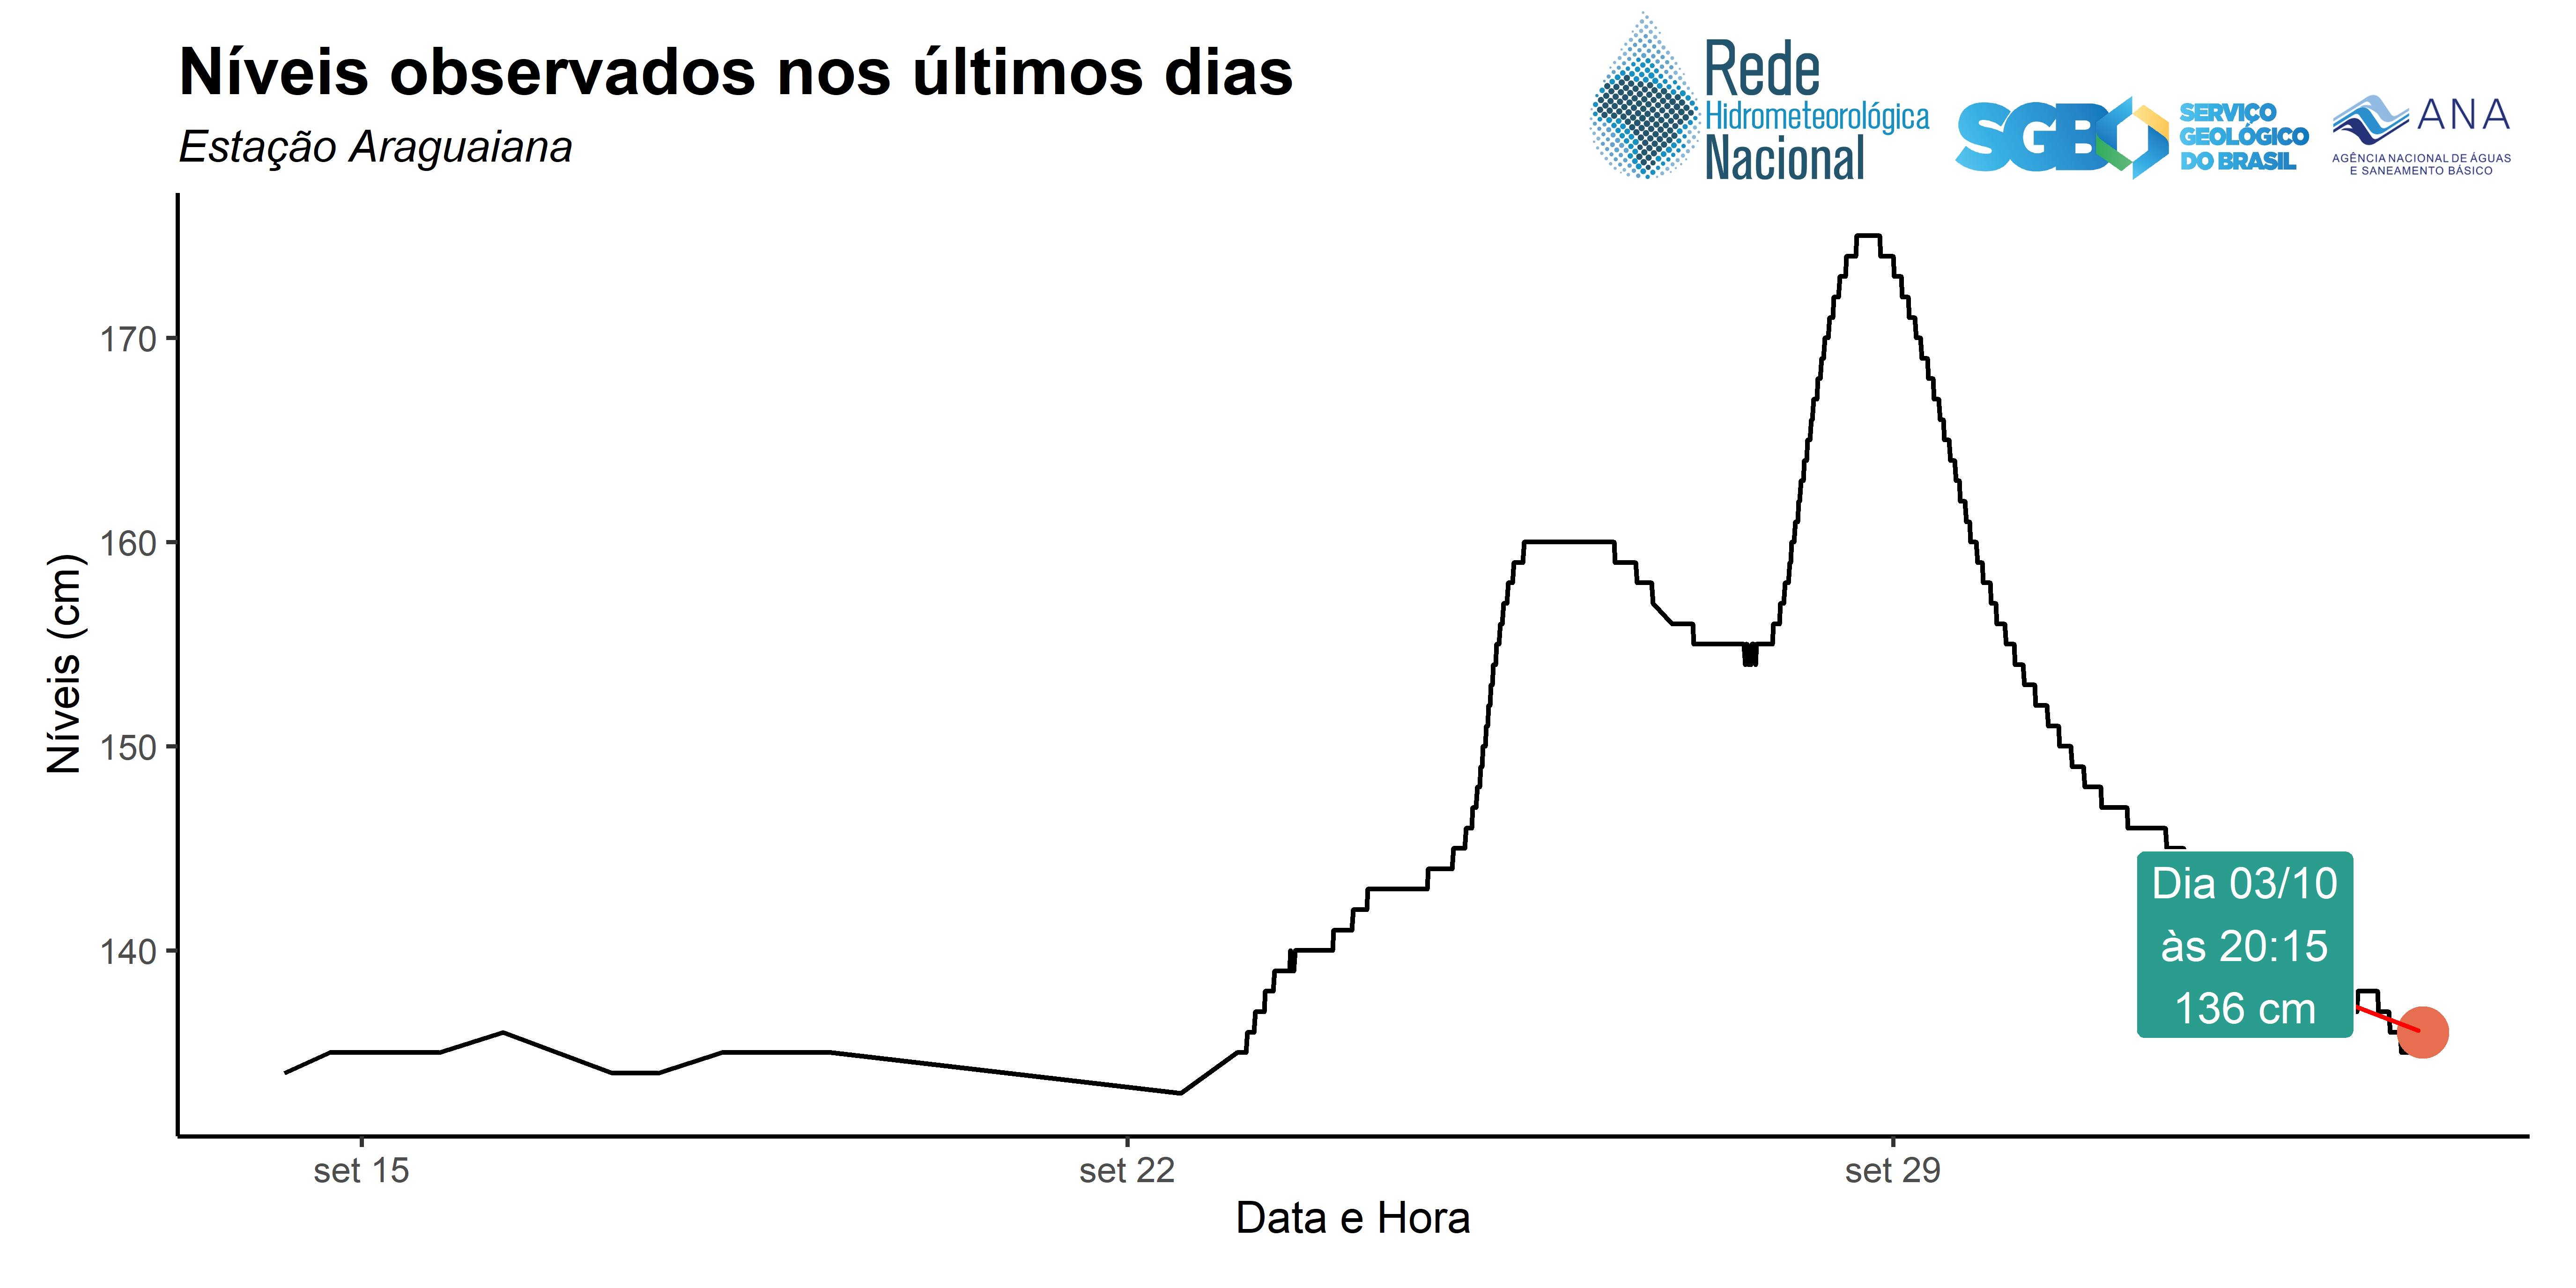 Níveis observados nos últimos dias
Estação Araguaiana
Rede
Hidrometeorológica
Nacional
SGB
SERVIÇO
GEOLÓGICO
DO BRASIL
ANA
AGÊNCIA NACIONAL DE ÁGUAS
E SANEAMENTO BÁSICO
Níveis (cm)
170
160
150
140
Dia 03/10
às 20:15
136 cm
set 15
set 22
set 29
Data e Hora